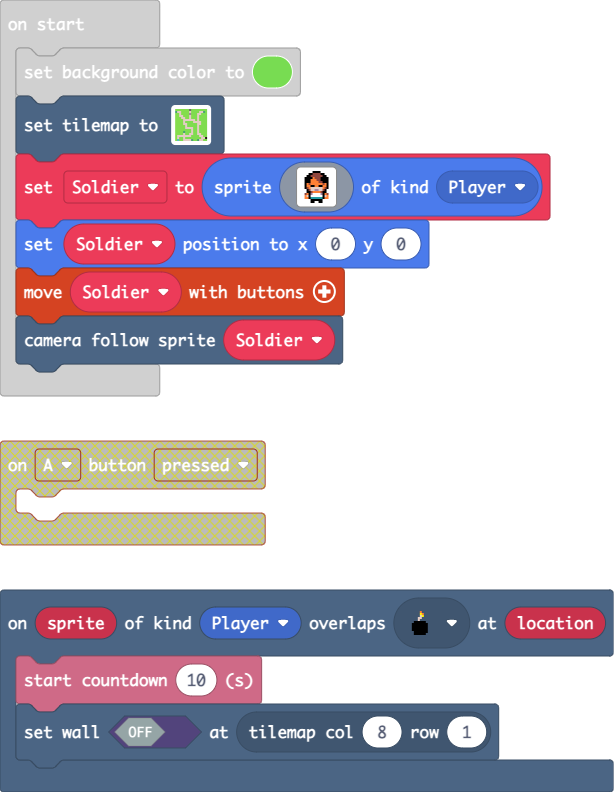 on start
set background color to
set tilemap to
set Soldier to sprite of kind Player
set Soldier position to x 0 y 0
move Soldier with buttons
camera follow sprite Soldier
on A button pressed
on sprite of kind Player overlaps at location
start countdown 10 (s)
set wall OFF at tilemap col 8 row 1